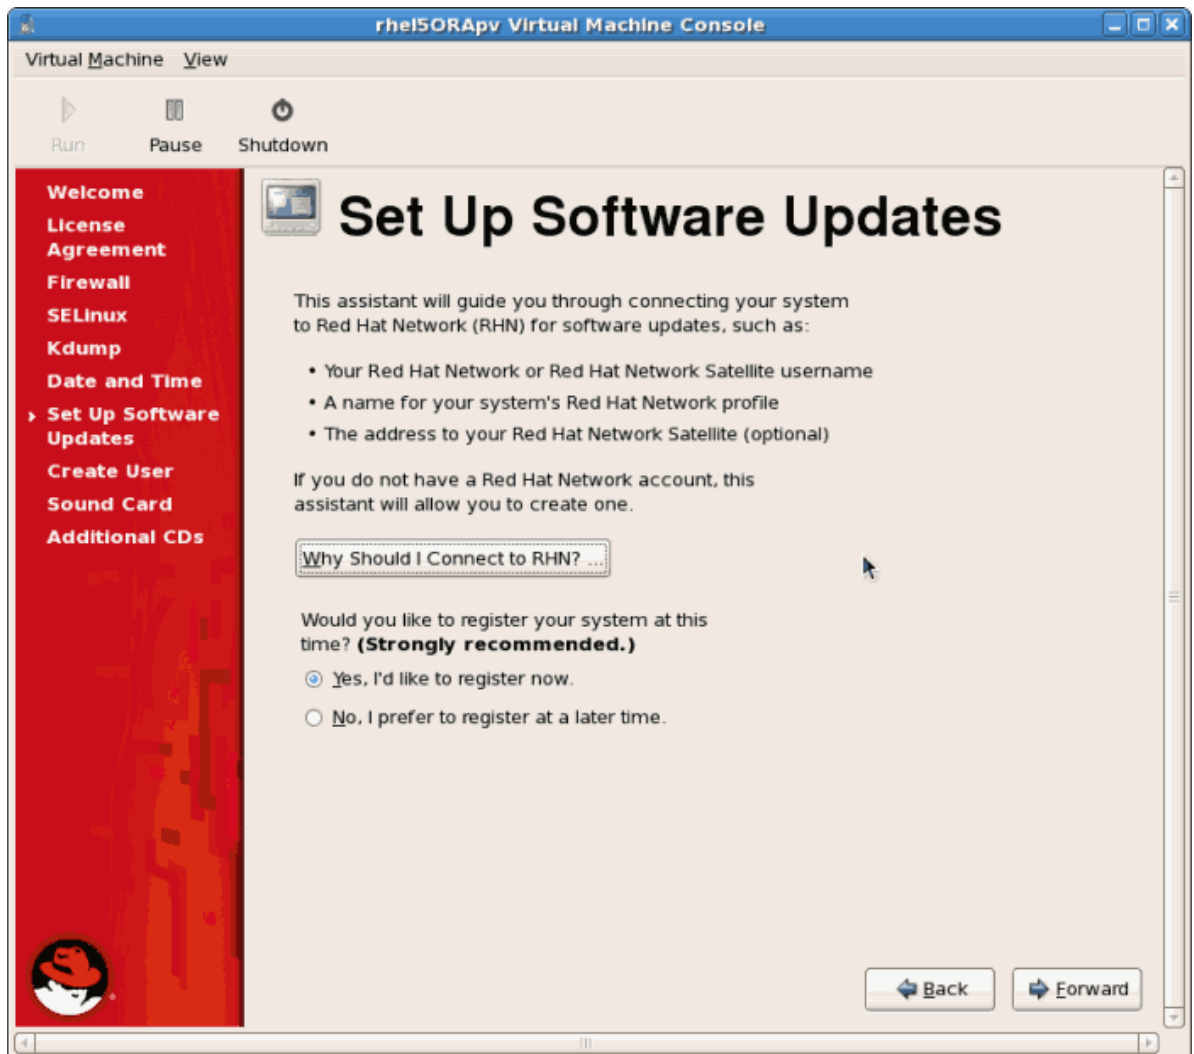 rhel5ORApv Virtual Machine Console
Virtual Machine View
Run Pause Shutdown
Welcome
License
Agreement
Firewall
SELinux
Kdump
Date and Time
Set Up Software
Updates
Create User
Sound Card
Additional CDs
Set Up Software Updates
This assistant will guide you through connecting your system
to Red Hat Network (RHN) for software updates, such as:
• Your Red Hat Network or Red Hat Network Satellite username
• A name for your system's Red Hat Network profile
• The address to your Red Hat Network Satellite (optional)
If you do not have a Red Hat Network account, this
assistant will allow you to create one.
Why Should I Connect to RHN? ...
Would you like to register your system at this
time? (Strongly recommended.)
Yes, I'd like to register now.
No, I prefer to register at a later time.
Back Forward